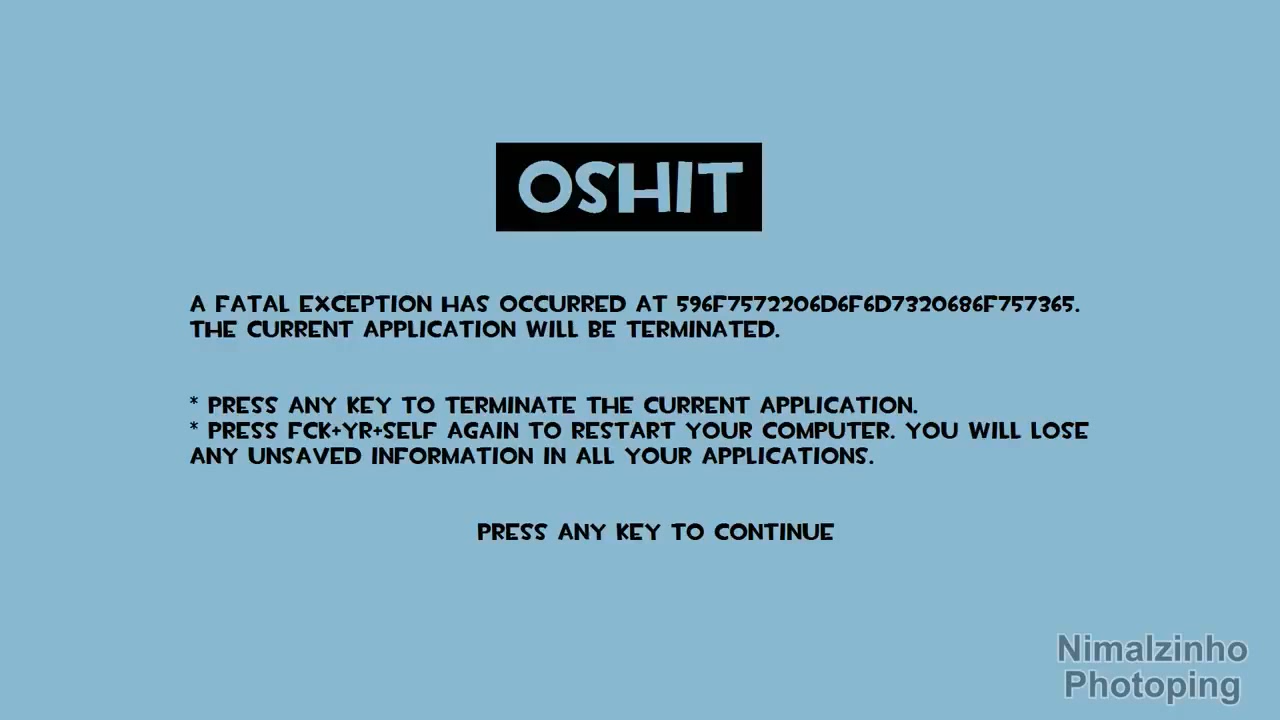 OSHIT
A FATAL EXCEPTION HAS OCCURRED AT 596F7572206D6F6D7320686F757365.
THE CURRENT APPLICATION WILL BE TERMINATED.
* PRESS ANY KEY TO TERMINATE THE CURRENT APPLICATION.
* PRESS FCK+YR+SELF AGAIN TO RESTART YOUR COMPUTER. YOU WILL LOSE
ANY UNSAVED INFORMATION IN ALL YOUR APPLICATIONS.
PRESS ANY KEY TO CONTINUE
Nimalzinho
Photoping